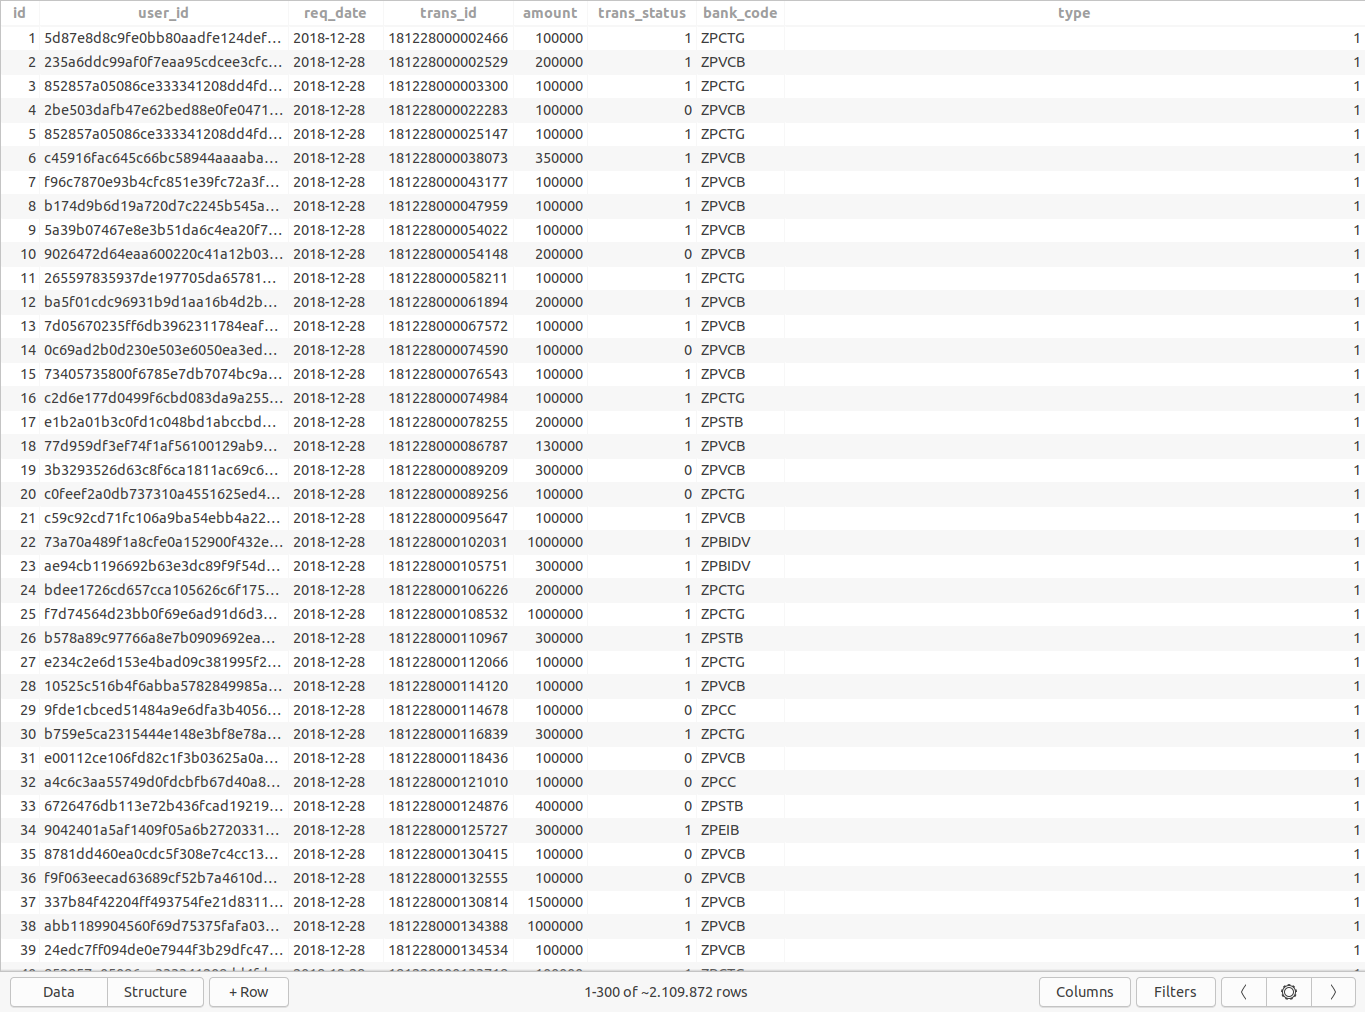 id user_id req_date trans_id amount trans_status bank_code type
1 5d87e8d8c9fe0bb80aadfe124def... 2018-12-28 181228000002466 100000 1 ZPCTG 1
2 235a6ddc99af0f7eaa95cdcee3cfc... 2018-12-28 181228000002529 200000 1 ZPVCB 1
3 852857a05086ce333341208dd4fd... 2018-12-28 181228000003300 100000 1 ZPCTG 1
4 2be503dafb47e62bed88e0fe0471... 2018-12-28 181228000022283 100000 0 ZPVCB 1
5 852857a05086ce333341208dd4fd... 2018-12-28 181228000025147 100000 1 ZPCTG 1
6 c45916fac645c66bc58944aaaaba... 2018-12-28 181228000038073 350000 1 ZPVCB 1
7 f96c7870e93b4cfc851e39fc72a3f... 2018-12-28 181228000043177 100000 1 ZPVCB 1
8 b174d9b6d19a720d7c2245b545a... 2018-12-28 181228000047959 100000 1 ZPVCB 1
9 5a39b07467e8e3b51da6c4ea20f7... 2018-12-28 181228000054022 100000 1 ZPVCB 1
10 9026472d64eaa600220c41a12b03... 2018-12-28 181228000054148 200000 0 ZPVCB 1
11 265597835937de197705da65781... 2018-12-28 181228000058211 100000 1 ZPCTG 1
12 ba5f01cdc96931b9d1aa16b4d2b... 2018-12-28 181228000061894 200000 1 ZPVCB 1
13 7d05670235ff6db3962311784eaf... 2018-12-28 181228000067572 100000 1 ZPVCB 1
14 0c69ad2b0d230e503e6050ea3ed... 2018-12-28 181228000074590 100000 0 ZPVCB 1
15 73405735800f6785e7db7074bc9a... 2018-12-28 181228000076543 100000 1 ZPVCB 1
16 c2d6e177d0499f6cbd083da9a255... 2018-12-28 181228000074984 100000 1 ZPCTG 1
17 e1b2a01b3c0fd1c048bd1abccbd... 2018-12-28 181228000078255 200000 1 ZPSTB 1
18 77d959df3ef74f1af56100129ab9... 2018-12-28 181228000086787 130000 1 ZPVCB 1
19 3b3293526d63c8f6ca1811ac69c6... 2018-12-28 181228000089209 300000 0 ZPVCB 1
20 c0feef2a0db737310a4551625ed4... 2018-12-28 181228000089256 100000 0 ZPCTG 1
21 c59c92cd71fc106a9ba54ebb4a22... 2018-12-28 181228000095647 100000 1 ZPVCB 1
22 73a70a489f1a8cfe0a152900f432e... 2018-12-28 181228000102031 1000000 1 ZPBIDV 1
23 ae94cb1196692b63e3dc89f9f54d... 2018-12-28 181228000105751 300000 1 ZPBIDV 1
24 bdee1726cd657cca105626c6f175... 2018-12-28 181228000106226 200000 1 ZPCTG 1
25 f7d74564d23bb0f69e6ad91d6d3... 2018-12-28 181228000108532 1000000 1 ZPCTG 1
26 b578a89c97766a8e7b0909692ea... 2018-12-28 181228000110967 300000 1 ZPSTB 1
27 e234c2e6d153e4bad09c381995f2... 2018-12-28 181228000112066 100000 1 ZPCTG 1
28 10525c516b4f6abba5782849985a... 2018-12-28 181228000114120 100000 1 ZPVCB 1
29 9fde1cbced51484a9e6dfa3b4056... 2018-12-28 181228000114678 100000 0 ZPCC 1
30 b759e5ca2315444e148e3bf8e78a... 2018-12-28 181228000116839 300000 1 ZPCTG 1
31 e00112ce106fd82c1f3b03625a0a... 2018-12-28 181228000118436 100000 0 ZPVCB 1
32 a4c6c3aa55749d0fdcbfb67d40a8... 2018-12-28 181228000121010 100000 0 ZPCC 1
33 6726476db113e72b436fcad19219... 2018-12-28 181228000124876 400000 0 ZPSTB 1
34 9042401a5af1409f05a6b2720331... 2018-12-28 181228000125727 300000 1 ZPEIB 1
35 8781dd460ea0cdc5f308e7c4cc13... 2018-12-28 181228000130415 100000 0 ZPVCB 1
36 f9f063eecad63689cf52b7a4610d... 2018-12-28 181228000132555 100000 0 ZPVCB 1
37 337b84f42204ff493754fe21d8311... 2018-12-28 181228000130814 1500000 1 ZPVCB 1
38 abb1189904560f69d75375fafa03... 2018-12-28 181228000134388 1000000 1 ZPVCB 1
39 24edc7ff094de0e7944f3b29dfc47... 2018-12-28 181228000134534 100000 1 ZPVCB 1
Data Structure + Row 1-300 of ~2.109.872 rows Columns Filters